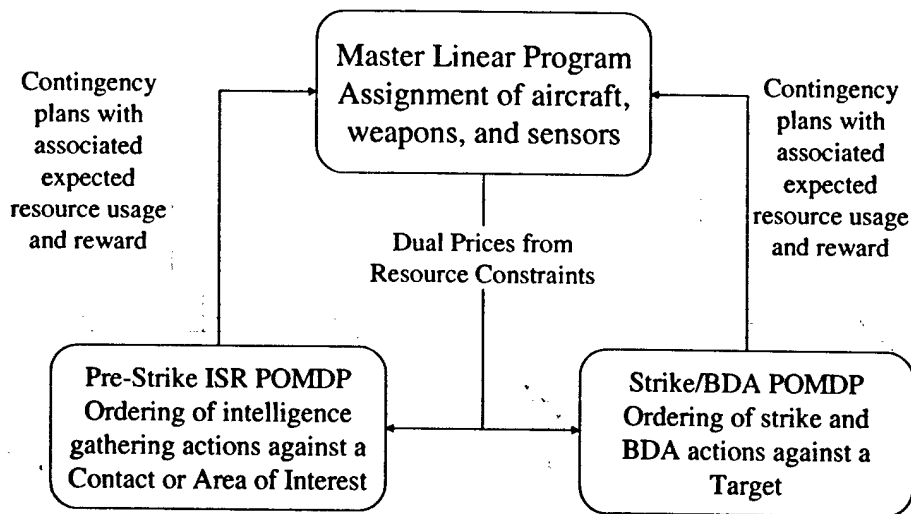 Master Linear Program
Assignment of aircraft,
weapons, and sensors
Contingency
plans with
associated
expected
resource usage
and reward
Contingency
plans with
associated
expected
resource usage
and reward
Dual Prices from
Resource Constraints
Pre-Strike ISR POMDP
Ordering of intelligence
gathering actions against a
Contact or Area of Interest
Strike/BDA POMDP
Ordering of strike and
BDA actions against a
Target